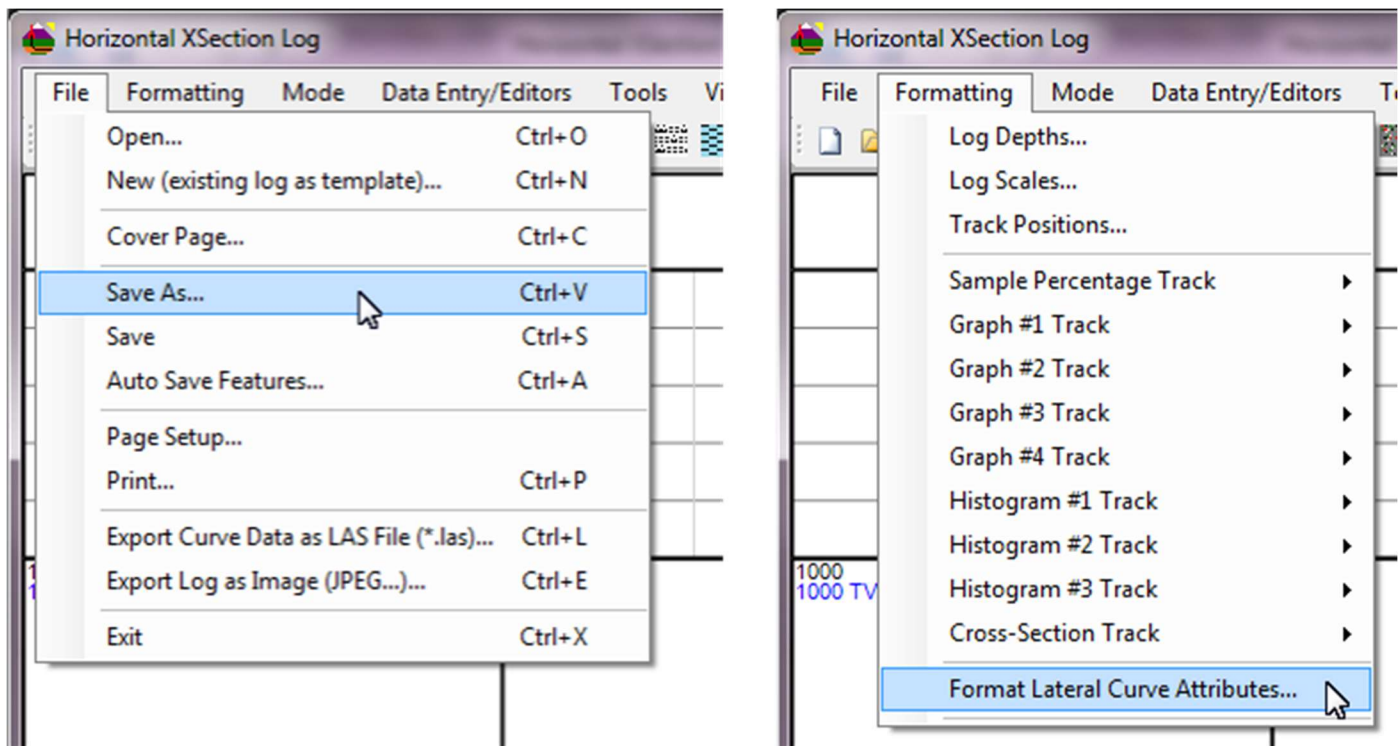 Horizontal XSection Log
File Formatting Mode Data Entry/Editors Tools
Open... Ctrl+O
New (existing log as template)... Ctrl+N
Cover Page... Ctrl+C
Save As... Ctrl+V
Save Ctrl+S
Auto Save Features... Ctrl+A
Page Setup...
Print... Ctrl+P
Export Curve Data as LAS File (*.las)... Ctrl+L
Export Log as Image (JPEG...)... Ctrl+E
Exit Ctrl+X
Horizontal XSection Log
File Formatting Mode Data Entry/Editors
Log Depths...
Log Scales...
Track Positions...
Sample Percentage Track
Graph #1 Track
Graph #2 Track
Graph #3 Track
Graph #4 Track
Histogram #1 Track
Histogram #2 Track
Histogram #3 Track
Cross-Section Track
Format Lateral Curve Attributes...
1000
1000 TV